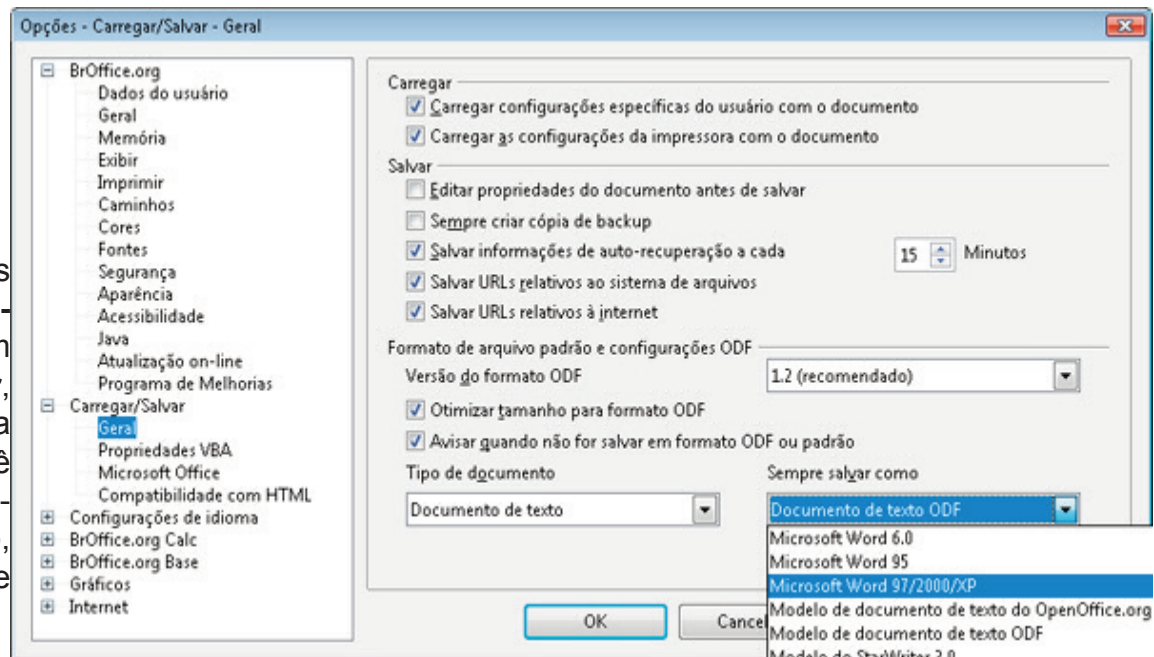 Opções - Carregar/Salvar - Geral
BrOffice.org
Dados do usuário
Geral
Memória
Exibir
Imprimir
Caminhos
Cores
Fontes
Segurança
Aparência
Acessibilidade
Java
Atualização on-line
Programa de Melhorias
Carregar/Salvar
Geral
Propriedades VBA
Microsoft Office
Compatibilidade com HTML
Configurações de idioma
BrOffice.org Calc
BrOffice.org Base
Gráficos
Internet
Carregar
Carregar configurações específicas do usuário com o documento
Carregar as configurações da impressora com o documento
Salvar
Editar propriedades do documento antes de salvar
Sempre criar cópia de backup
Salvar informações de auto-recuperação a cada 15 Minutos
Salvar URLs relativos ao sistema de arquivos
Salvar URLs relativos à internet
Formato de arquivo padrão e configurações ODF
Versão do formato ODF 1.2 (recomendado)
Otimizar tamanho para formato ODF
Avisar quando não for salvar em formato ODF ou padrão
Tipo de documento Sempre salvar como
Documento de texto Documento de texto ODF
Microsoft Word 6.0
Microsoft Word 95
Microsoft Word 97/2000/XP
Modelo de documento de texto do OpenOffice.org
Modelo de documento de texto ODF
Modelo do StarWriter 3.0
OK Cancel